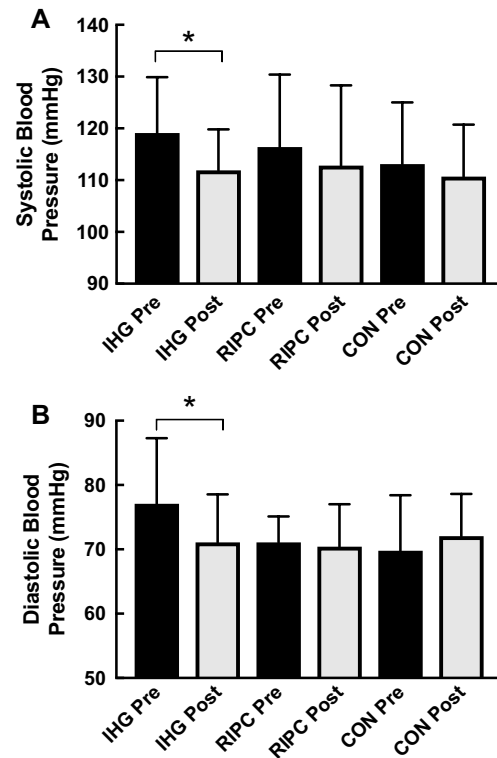 A
*
Systolic Blood
Pressure (mmHg)
140
130
120
110
100
90
IHG Pre
IHG Post
RIPC Pre
RIPC Post
CON Pre
CON Post
B
*
Diastolic Blood
Pressure (mmHg)
90
80
70
60
50
IHG Pre
IHG Post
RIPC Pre
RIPC Post
CON Pre
CON Post